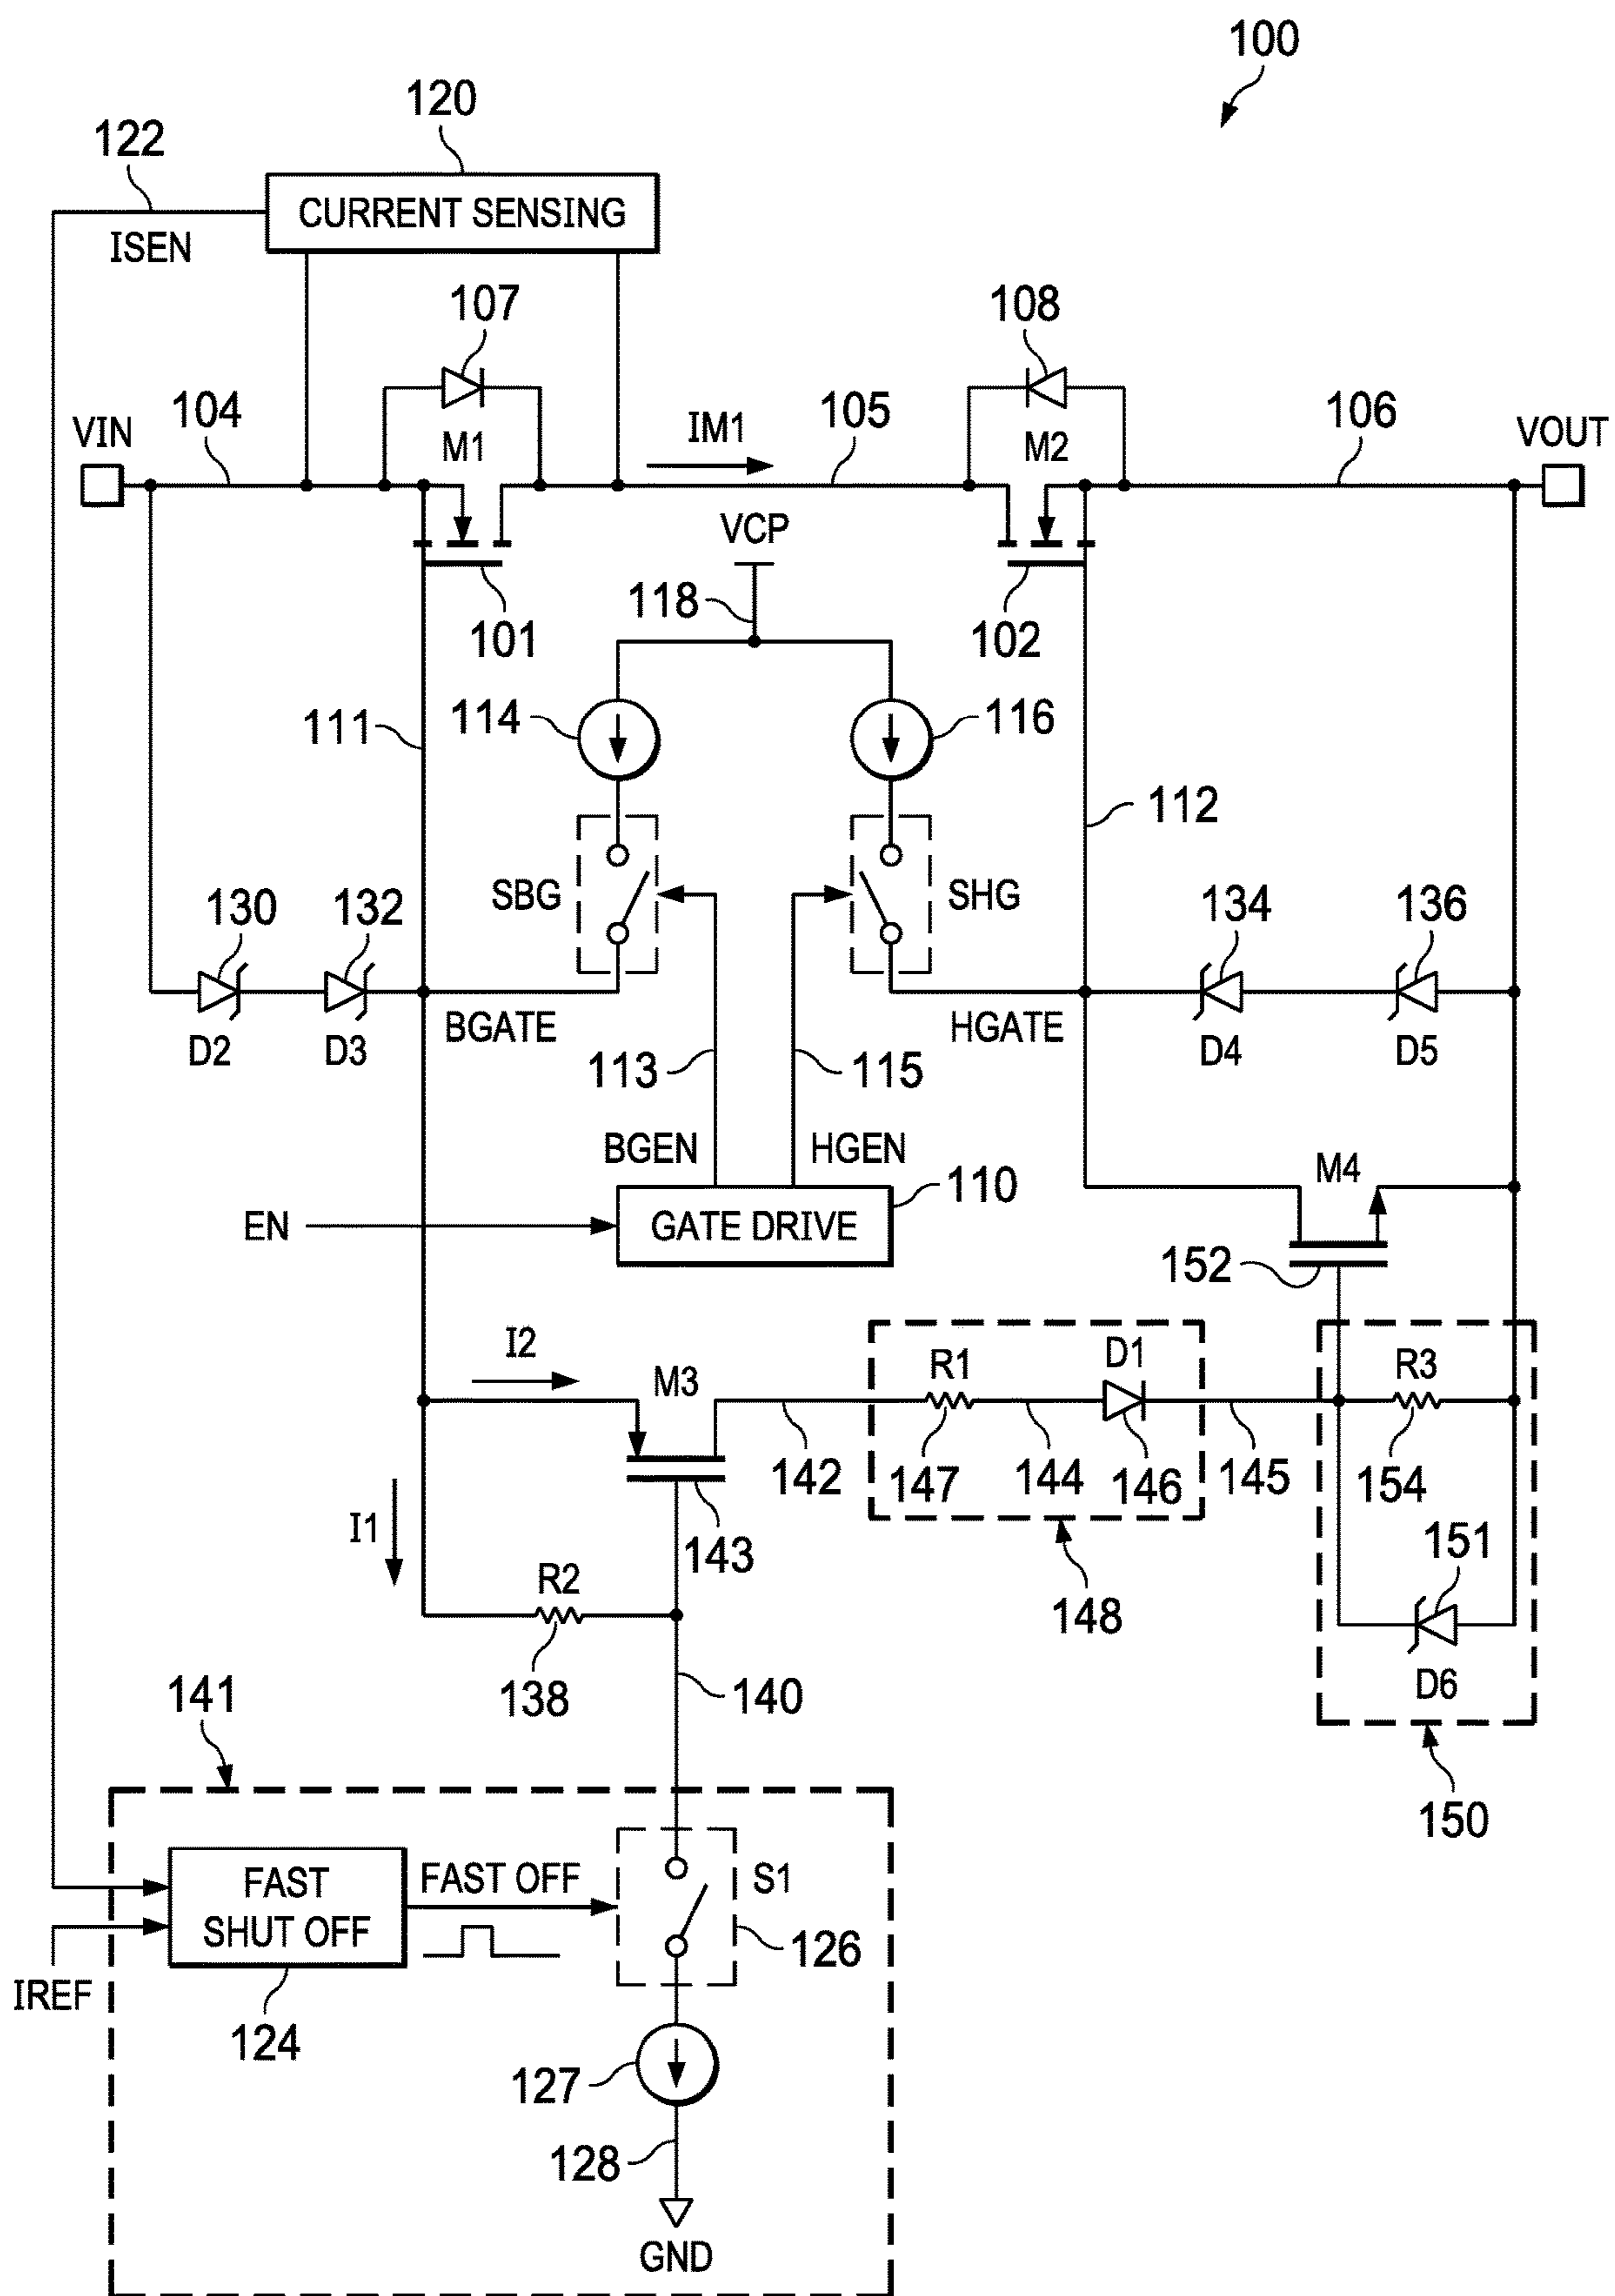 100
120
122
CURRENT SENSING
ISEN
107
108
104
IM1
105
106
VIN
M1
M2
VOUT
VCP
118
101
102
111
114
116
112
SBG
SHG
130
132
134
136
BGATE
HGATE
D2
D3
D4
D5
113
115
BGEN
HGEN
M4
110
EN
GATE DRIVE
152
I2
M3
R1
D1
R3
142
147
144
146
145
154
I1
143
151
R2
148
138
140
D6
141
150
FAST
SHUT OFF
FAST OFF
S1
126
IREF
124
127
128
GND